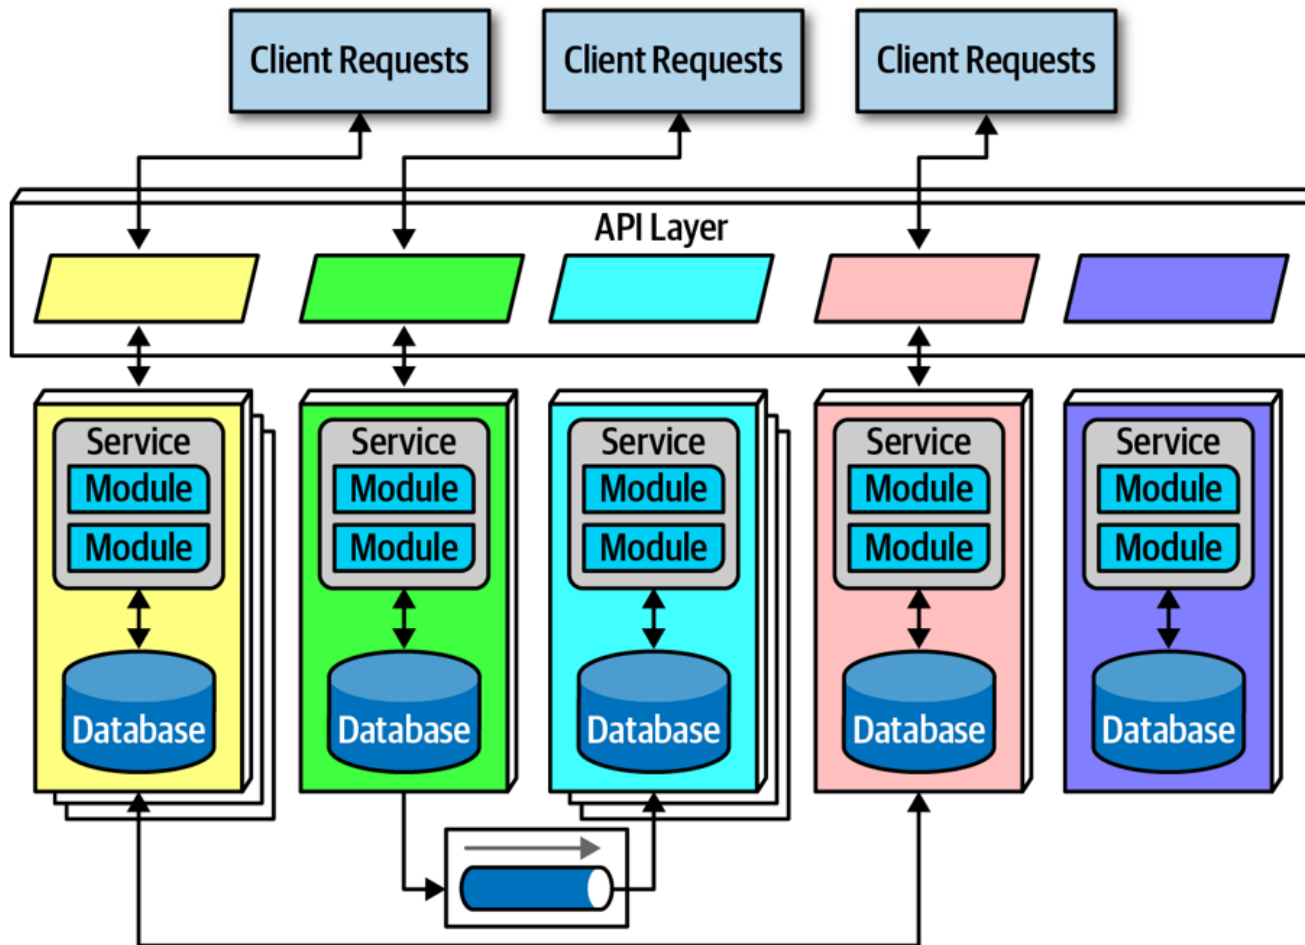 Client Requests
Client Requests
Client Requests
API Layer
Service
Module
Module
Database
Service
Module
Module
Database
Service
Module
Module
Database
Service
Module
Module
Database
Service
Module
Module
Database